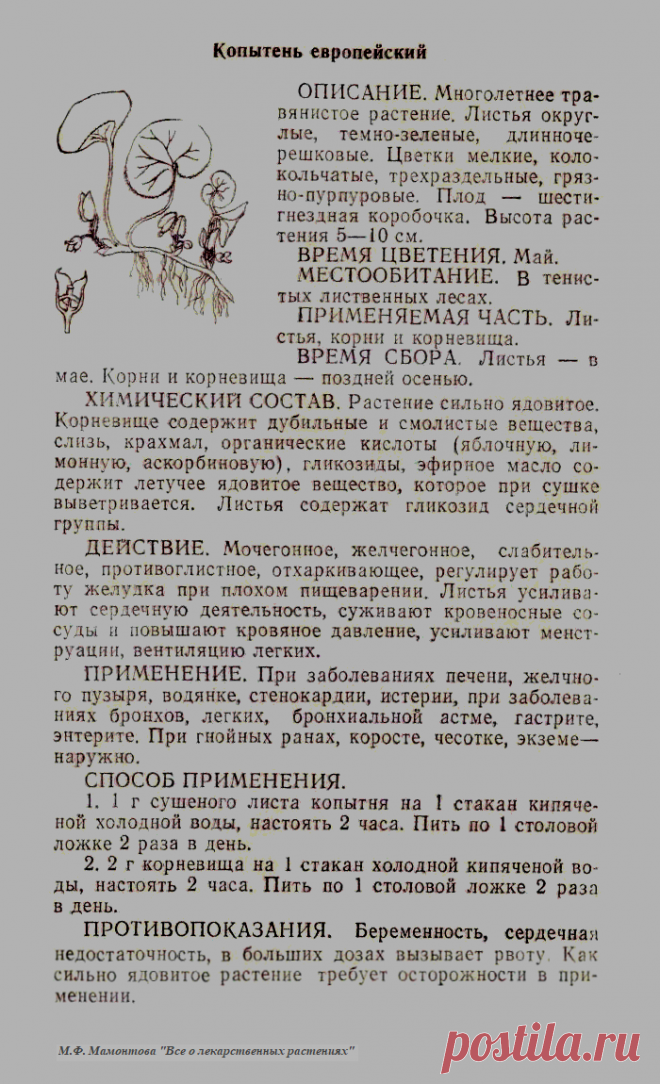 Копытень европейский
ОПИСАНИЕ. Многолетнее тра-
вянистое растение. Листья округ-
лые, темно-зеленые, длинноче-
решковые. Цветки мелкие, коло-
кольчатые, трехраздельные, гряз-
но-пурпуровые. Плод — шести-
гнездная коробочка. Высота рас-
тения 5—10 см.
ВРЕМЯ ЦВЕТЕНИЯ. Май.
МЕСТООБИТАНИЕ. В тенис-
тых лиственных лесах.
ПРИМЕНЯЕМАЯ ЧАСТЬ. Ли-
стья, корни и корневища.
ВРЕМЯ СБОРА. Листья — в
мае. Корни и корневища — поздней осенью.
ХИМИЧЕСКИЙ СОСТАВ. Растение сильно ядовитое.
Корневище содержит дубильные и смолистые вещества,
слизь, крахмал, органические кислоты (яблочную, ли-
монную, аскорбиновую), гликозиды, эфирное масло со-
держит летучее ядовитое вещество, которое при сушке
выветривается. Листья содержат гликозид сердечной
группы.
ДЕЙСТВИЕ. Мочегонное, желчегонное, слабитель-
ное, противоглистное, отхаркивающее, регулирует рабо-
ту желудка при плохом пищеварении. Листья усилива-
ют сердечную деятельность, суживают кровеносные со-
суды и повышают кровяное давление, усиливают менст-
руации, вентиляцию легких.
ПРИМЕНЕНИЕ. При заболеваниях печени, желчно-
го пузыря, водянке, стенокардии, истерии, при заболева-
ниях бронхов, легких, бронхиальной астме, гастрите,
энтерите. При гнойных ранах, коросте, чесотке, экземе—
наружно.
СПОСОБ ПРИМЕНЕНИЯ.
1. 1 г сушеного листа копытня на 1 стакан кипяче-
ной холодной воды, настоять 2 часа. Пить по 1 столовой
ложке 2 раза в день.
2. 2 г корневища на 1 стакан холодной кипяченой во-
ды, настоять 2 часа. Пить по 1 столовой ложке 2 раза
в день.
ПРОТИВОПОКАЗАНИЯ. Беременность, сердечная
недостаточность, в больших дозах вызывает рвоту. Как
сильно ядовитое растение требует осторожности в при-
менении.
М.Ф. Мамонтова "Все о лекарственных растениях"
postila.ru